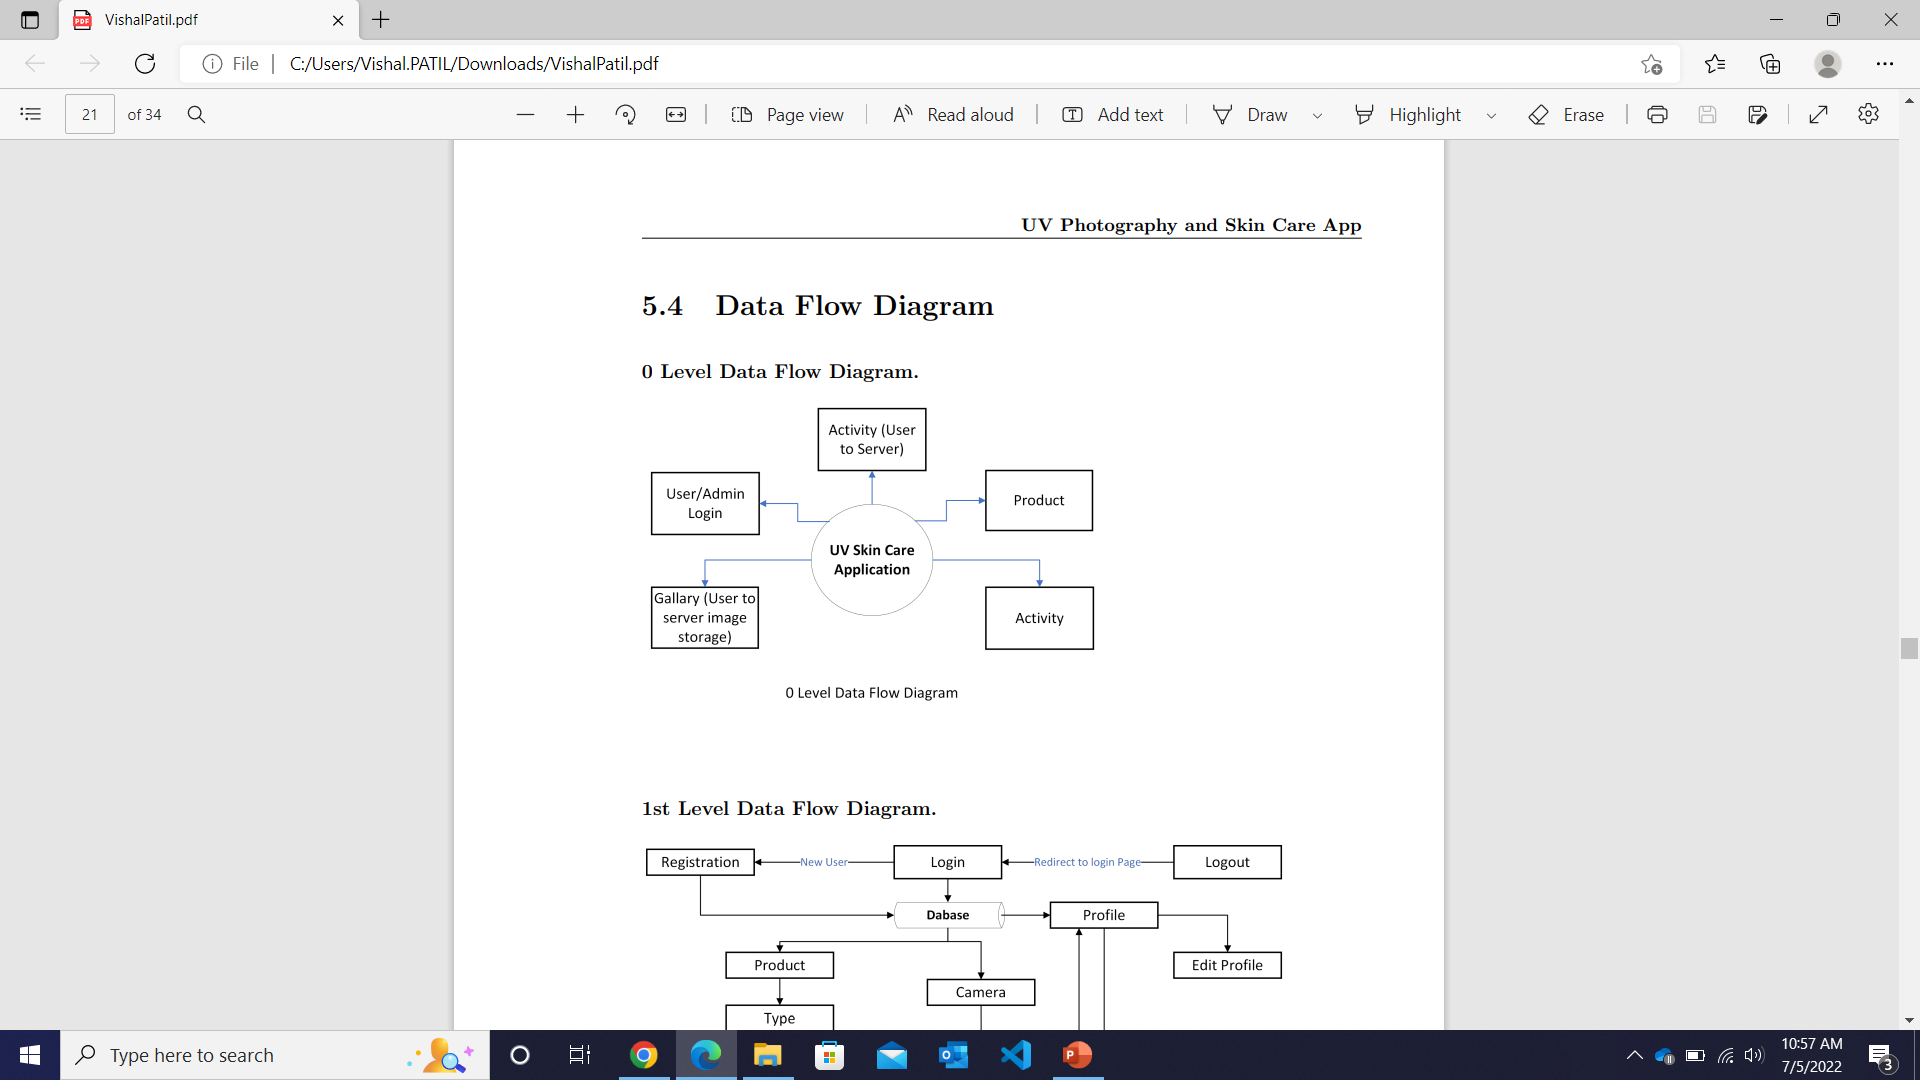 VishalPatil.pdf
File
C:/Users/Vishal.PATIL/Downloads/VishalPatil.pdf
21 of 34
Page view
Read aloud
Add text
Draw
Highlight
Erase
UV Photography and Skin Care App
5.4 Data Flow Diagram
0 Level Data Flow Diagram.
Activity (User
to Server)
User/Admin
Login
Product
UV Skin Care
Application
Gallary (User to
server image
storage)
Activity
0 Level Data Flow Diagram
1st Level Data Flow Diagram.
Registration
New User
Login
Redirect to login Page
Logout
Dabase
Profile
Product
Edit Profile
Camera
Type
Type here to search
10:57 AM
7/5/2022
3